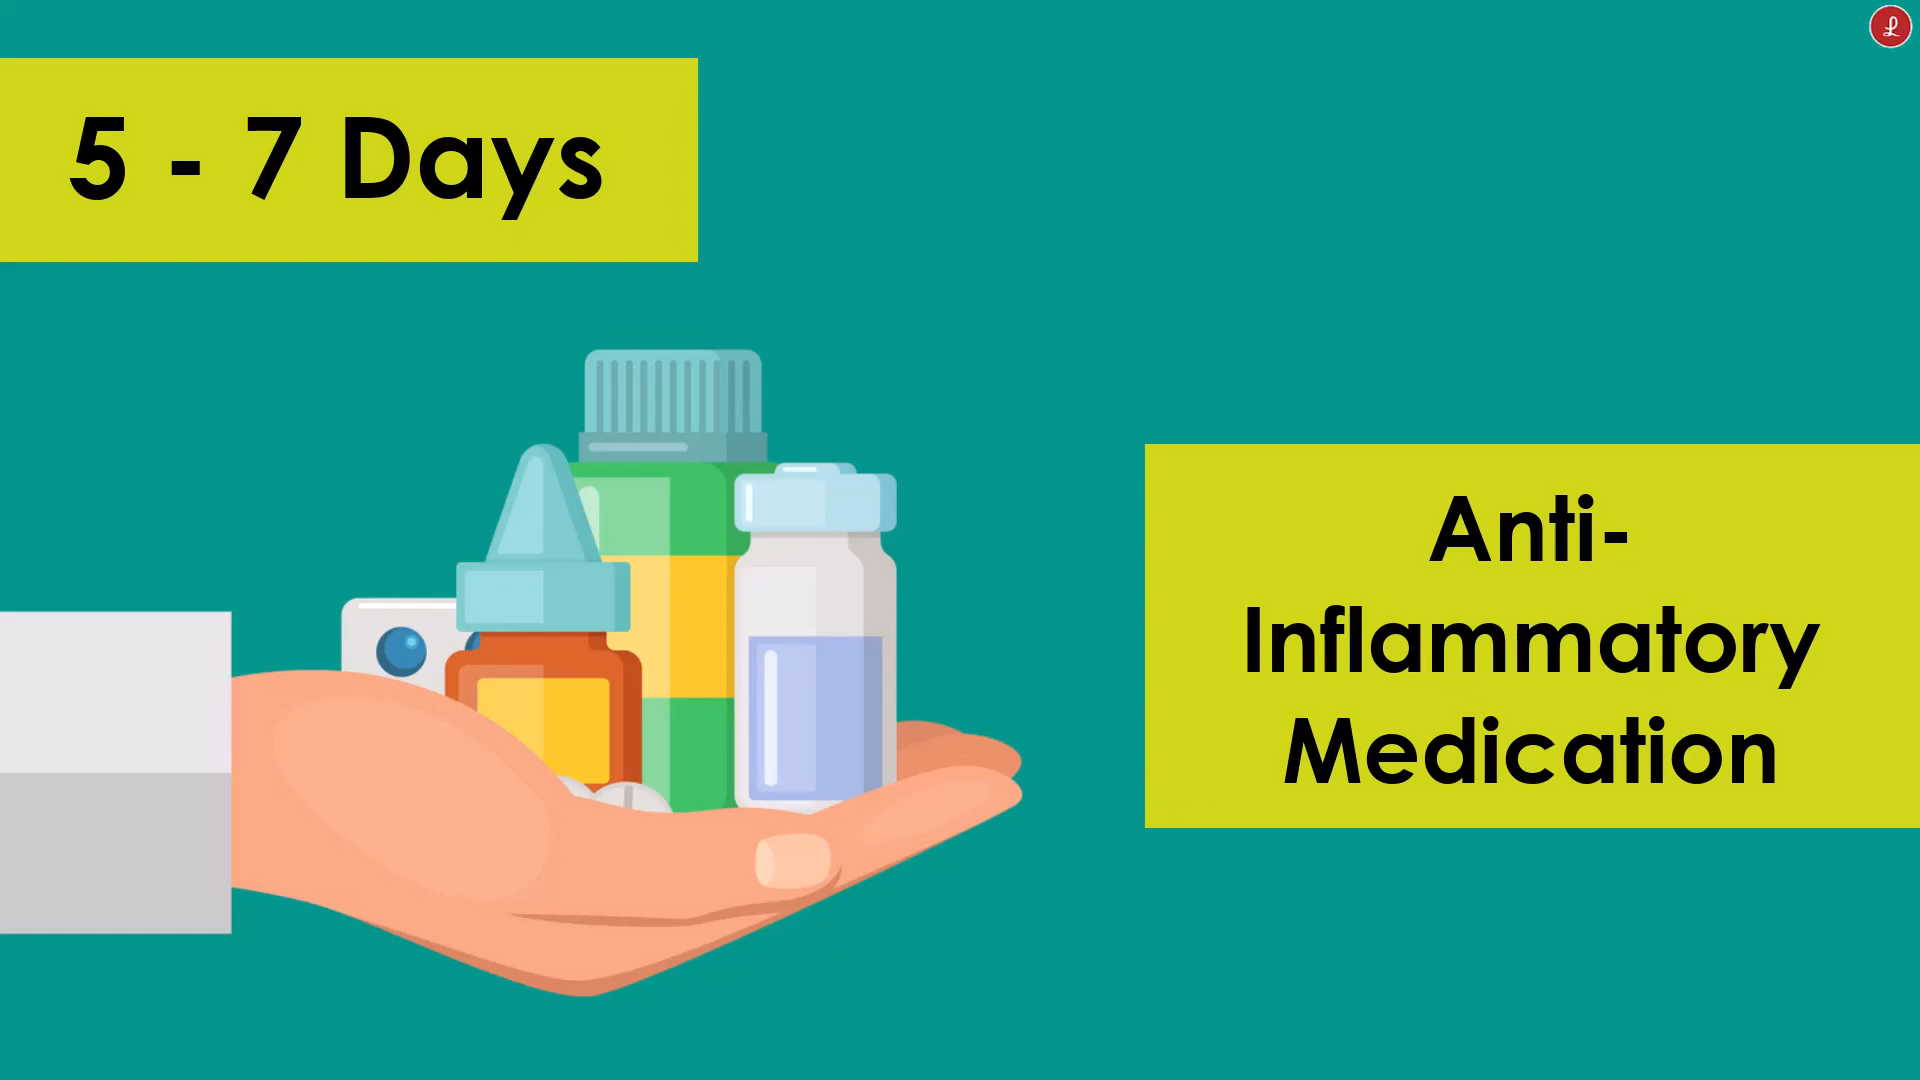 5 - 7 Days
Anti-
Inflammatory
Medication